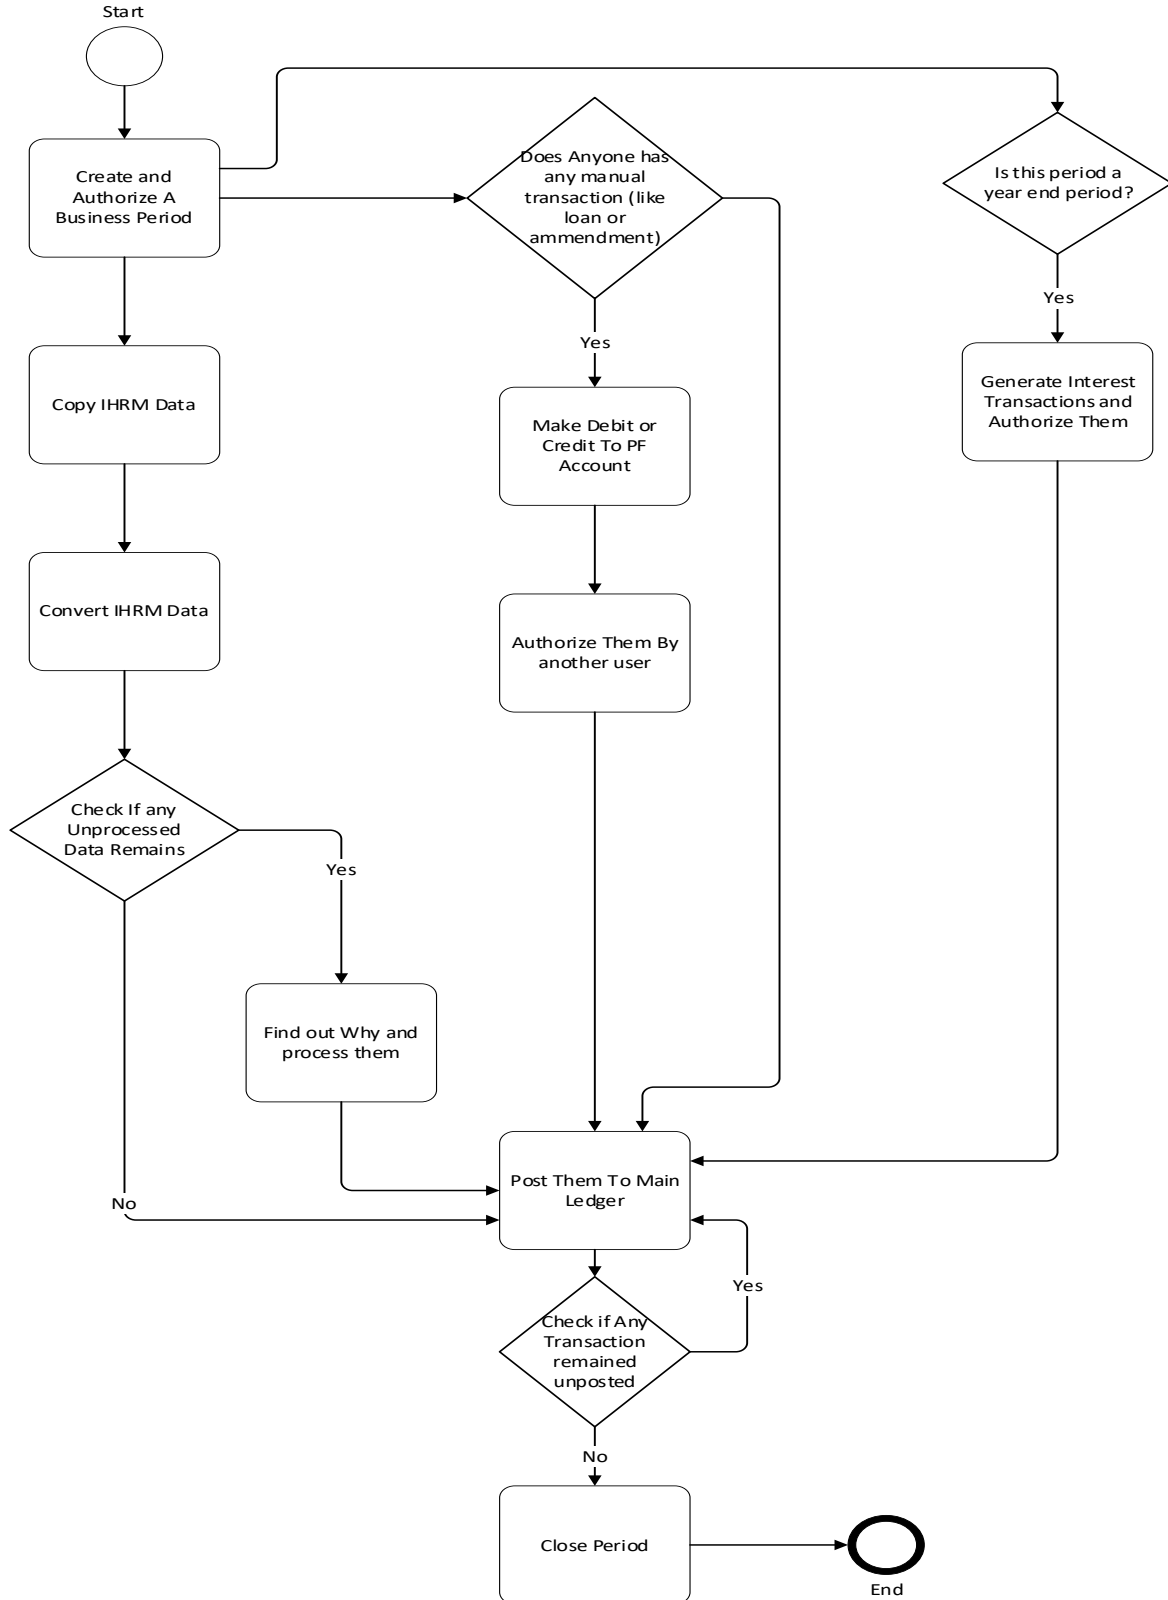 Start
Create and
Authorize A
Business Period
Does Anyone has
any manual
transaction (like
loan or
ammendment)
Is this period a
year end period?
Yes
Yes
Copy IHRM Data
Make Debit or
Credit To PF
Account
Generate Interest
Transactions and
Authorize Them
Convert IHRM Data
Authorize Them By
another user
Check If any
Unprocessed
Data Remains
Yes
Find out Why and
process them
No
Post Them To Main
Ledger
Yes
Check if Any
Transaction
remained
unposted
No
Close Period
End